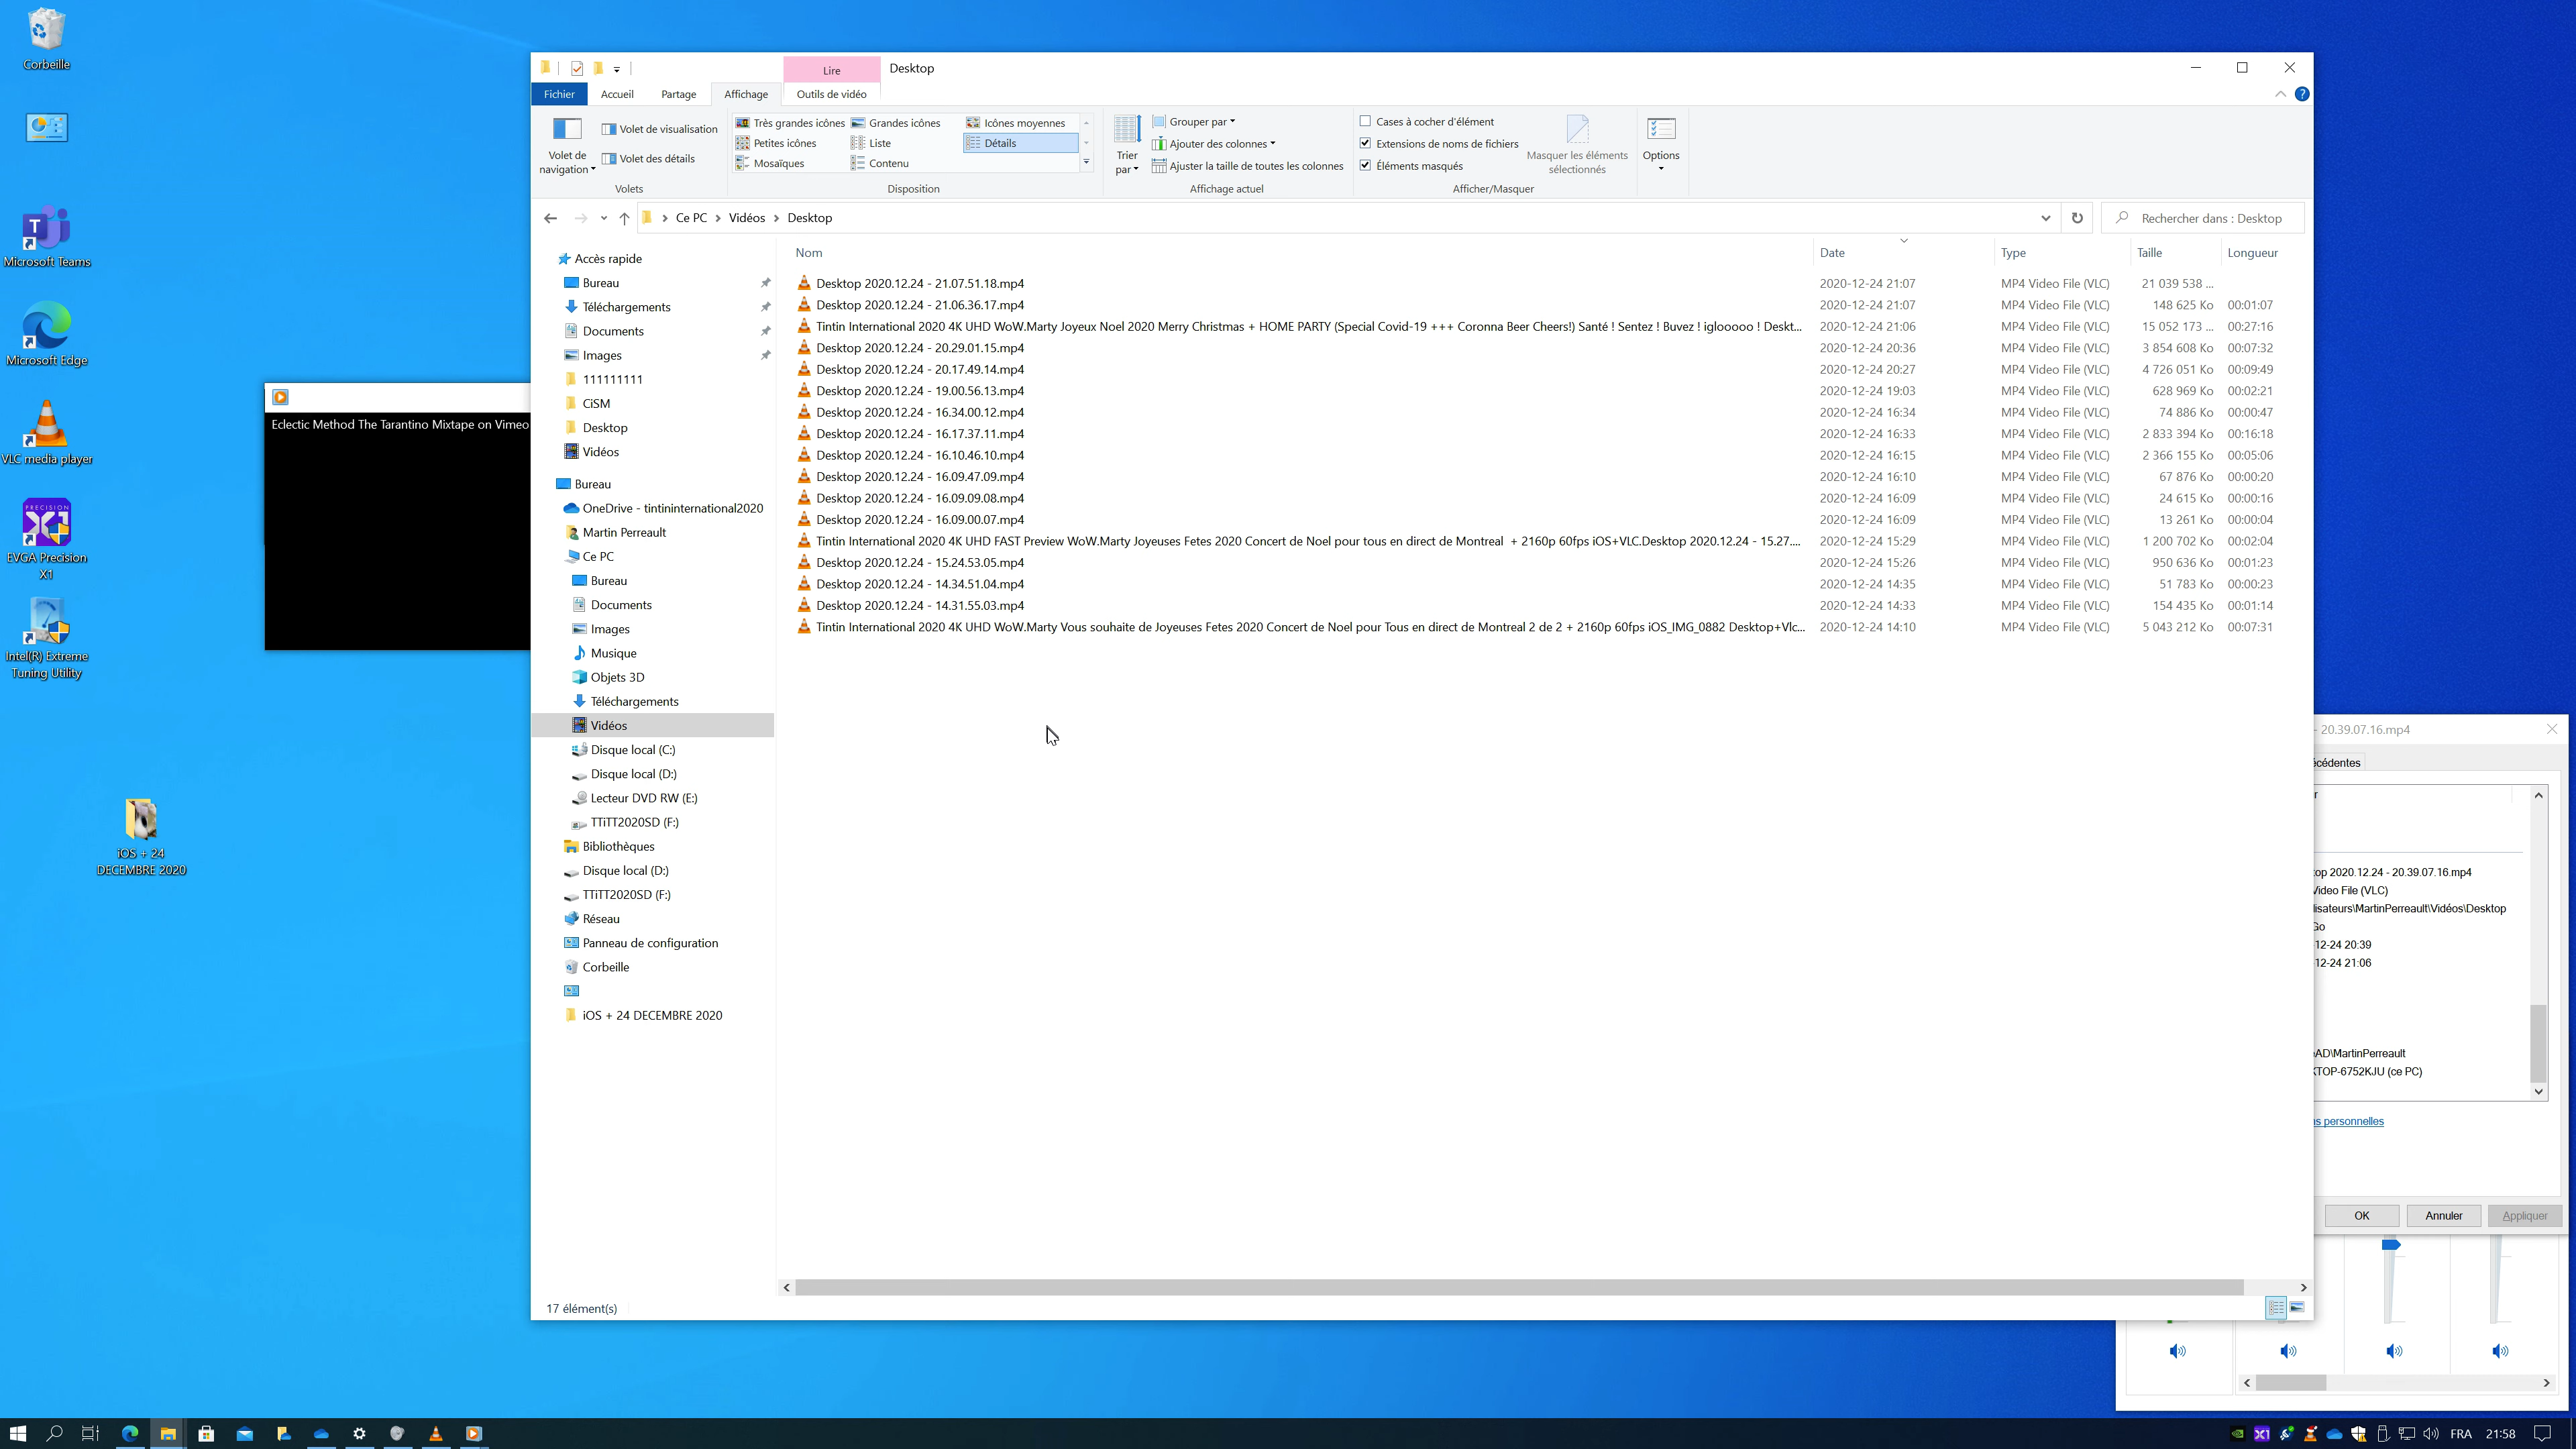 Corbeille
Microsoft Teams
Microsoft Edge
VLC media player
PRECISION
X1
EVGA Precision
X1
Intel(R) Extreme
Tuning Utility
iOS + 24
DECEMBRE 2020
Eclectic Method The Tarantino Mixtape on Vimeo
Lire
Desktop
Fichier
Accueil
Partage
Affichage
Outils de vidéo
Volet de
navigation
Volet de visualisation
Volet des détails
Volets
Très grandes icônes
Grandes icônes
Icônes moyennes
Petites icônes
Liste
Détails
Mosaïques
Contenu
Disposition
Trier
par
Grouper par
Ajouter des colonnes
Ajuster la taille de toutes les colonnes
Affichage actuel
Cases à cocher d'élément
Extensions de noms de fichiers
Éléments masqués
Masquer les éléments
sélectionnés
Afficher/Masquer
Options
Ce PC > Vidéos > Desktop
Rechercher dans : Desktop
Accès rapide
Bureau
Téléchargements
Documents
Images
111111111
CiSM
Desktop
Vidéos
Bureau
OneDrive - tintininternational2020
Martin Perreault
Ce PC
Bureau
Documents
Images
Musique
Objets 3D
Téléchargements
Vidéos
Disque local (C:)
Disque local (D:)
Lecteur DVD RW (E:)
TTiTT2020SD (F:)
Bibliothèques
Disque local (D:)
TTiTT2020SD (F:)
Réseau
Panneau de configuration
Corbeille
iOS + 24 DECEMBRE 2020
Nom Date Type Taille Longueur
Desktop 2020.12.24 - 21.07.51.18.mp4 2020-12-24 21:07 MP4 Video File (VLC) 21 039 538 ...
Desktop 2020.12.24 - 21.06.36.17.mp4 2020-12-24 21:07 MP4 Video File (VLC) 148 625 Ko 00:01:07
Tintin International 2020 4K UHD WoW.Marty Joyeux Noel 2020 Merry Christmas + HOME PARTY (Special Covid-19 +++ Coronna Beer Cheers!) Santé ! Sentez ! Buvez ! iglooooo ! Deskt... 2020-12-24 21:06 MP4 Video File (VLC) 15 052 173 ... 00:27:16
Desktop 2020.12.24 - 20.29.01.15.mp4 2020-12-24 20:36 MP4 Video File (VLC) 3 854 608 Ko 00:07:32
Desktop 2020.12.24 - 20.17.49.14.mp4 2020-12-24 20:27 MP4 Video File (VLC) 4 726 051 Ko 00:09:49
Desktop 2020.12.24 - 19.00.56.13.mp4 2020-12-24 19:03 MP4 Video File (VLC) 628 969 Ko 00:02:21
Desktop 2020.12.24 - 16.34.00.12.mp4 2020-12-24 16:34 MP4 Video File (VLC) 74 886 Ko 00:00:47
Desktop 2020.12.24 - 16.17.37.11.mp4 2020-12-24 16:33 MP4 Video File (VLC) 2 833 394 Ko 00:16:18
Desktop 2020.12.24 - 16.10.46.10.mp4 2020-12-24 16:15 MP4 Video File (VLC) 2 366 155 Ko 00:05:06
Desktop 2020.12.24 - 16.09.47.09.mp4 2020-12-24 16:10 MP4 Video File (VLC) 67 876 Ko 00:00:20
Desktop 2020.12.24 - 16.09.09.08.mp4 2020-12-24 16:09 MP4 Video File (VLC) 24 615 Ko 00:00:16
Desktop 2020.12.24 - 16.09.00.07.mp4 2020-12-24 16:09 MP4 Video File (VLC) 13 261 Ko 00:00:04
Tintin International 2020 4K UHD FAST Preview WoW.Marty Joyeuses Fetes 2020 Concert de Noel pour tous en direct de Montreal + 2160p 60fps iOS+VLC.Desktop 2020.12.24 - 15.27.... 2020-12-24 15:29 MP4 Video File (VLC) 1 200 702 Ko 00:02:04
Desktop 2020.12.24 - 15.24.53.05.mp4 2020-12-24 15:26 MP4 Video File (VLC) 950 636 Ko 00:01:23
Desktop 2020.12.24 - 14.34.51.04.mp4 2020-12-24 14:35 MP4 Video File (VLC) 51 783 Ko 00:00:23
Desktop 2020.12.24 - 14.31.55.03.mp4 2020-12-24 14:33 MP4 Video File (VLC) 154 435 Ko 00:01:14
Tintin International 2020 4K UHD WoW.Marty Vous souhaite de Joyeuses Fetes 2020 Concert de Noel pour Tous en direct de Montreal 2 de 2 + 2160p 60fps iOS_IMG_0882 Desktop+Vlc... 2020-12-24 14:10 MP4 Video File (VLC) 5 043 212 Ko 00:07:31
17 élément(s)
- 20.39.07.16.mp4
écédentes
r
top 2020.12.24 - 20.39.07.16.mp4
Video File (VLC)
lisateurs\MartinPerreault\Vidéos\Desktop
Go
-12-24 20:39
-12-24 21:06
eAD\MartinPerreault
KTOP-6752KJU (ce PC)
ns personnelles
OK
Annuler
Appliquer
X1
FRA
21:58